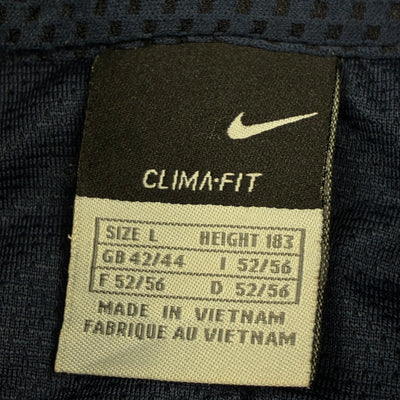 CLIMA·FIT
SIZE L HEIGHT 183
GB 42/44 I 52/56
F 52/56 D 52/56
MADE IN VIETNAM
FABRIQUE AU VIETNAM